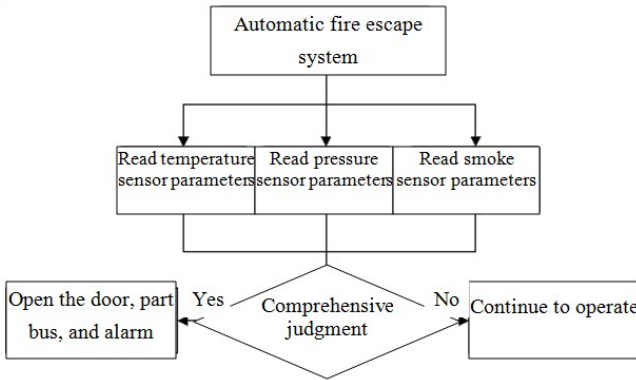 Automatic fire escape
system
Read temperature
sensor parameters
Read pressure
sensor parameters
Read smoke
sensor parameters
Open the door, part
bus, and alarm
Yes
Comprehensive
judgment
No
Continue to operate